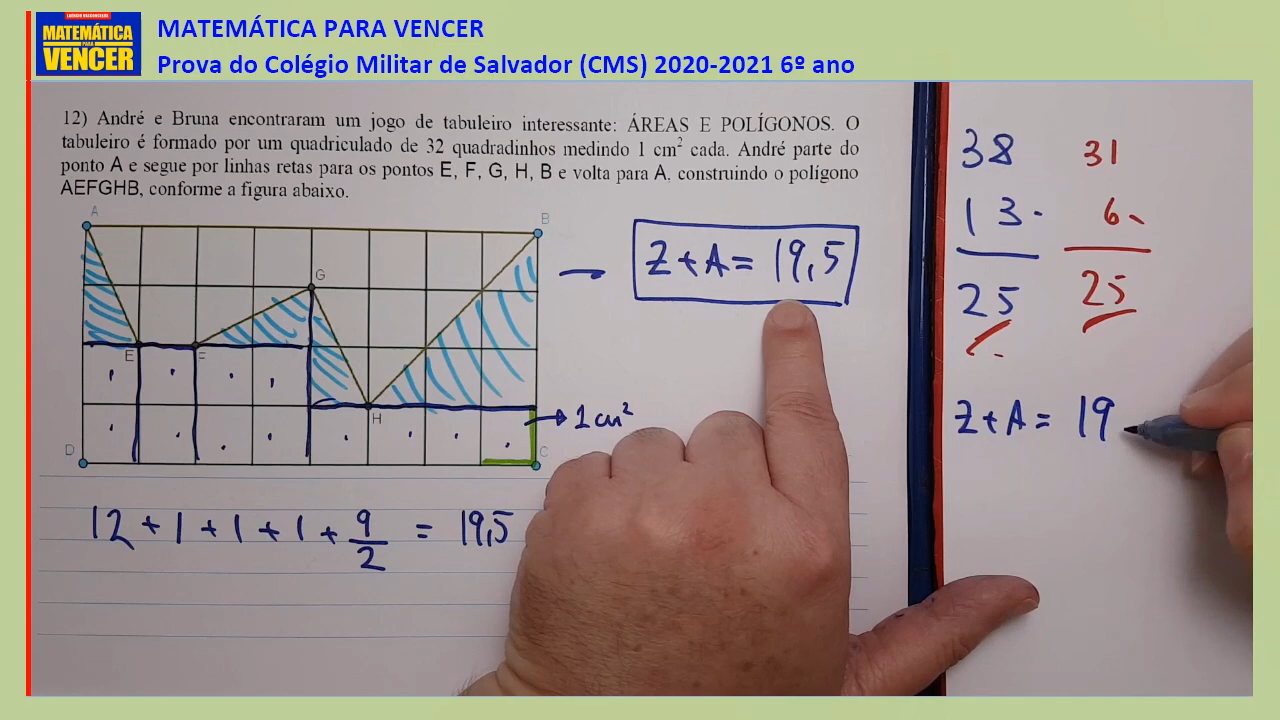 LAÉRCIO VASCONCELOS
MATEMÁTICA
PARA
VENCER
MATEMÁTICA PARA VENCER
Prova do Colégio Militar de Salvador (CMS) 2020-2021 6º ano
12) André e Bruna encontraram um jogo de tabuleiro interessante: ÁREAS E POLÍGONOS. O
tabuleiro é formado por um quadriculado de 32 quadradinhos medindo 1 cm² cada. André parte do
ponto A e segue por linhas retas para os pontos E, F, G, H, B e volta para A, construindo o polígono
AEFGHB, conforme a figura abaixo.
A
B
G
E
F
H
D
C
1 cm²
Z+A = 19,5
12 + 1 + 1 + 1 + 9/2 = 19,5
38
13-
25
31
6-
25
Z+A = 19